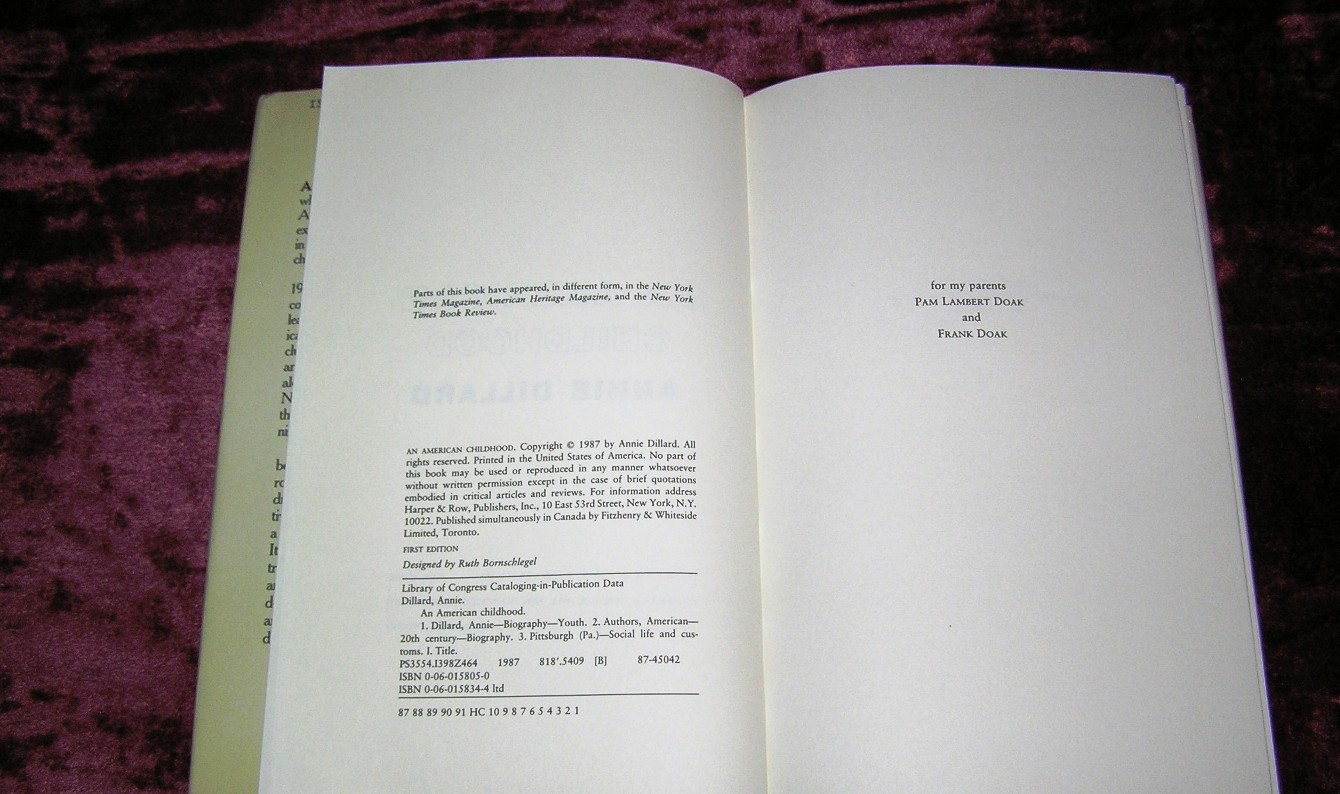 Parts of this book have appeared, in different form, in the New York
Times Magazine, American Heritage Magazine, and the New York
Times Book Review.
CHILDHOOD
ANNIE DILLARD
AN AMERICAN CHILDHOOD. Copyright © 1987 by Annie Dillard. All
rights reserved. Printed in the United States of America. No part of
this book may be used or reproduced in any manner whatsoever
without written permission except in the case of brief quotations
embodied in critical articles and reviews. For information address
Harper & Row, Publishers, Inc., 10 East 53rd Street, New York, N.Y.
10022. Published simultaneously in Canada by Fitzhenry & Whiteside
Limited, Toronto.
FIRST EDITION
Designed by Ruth Bornschlegel
Library of Congress Cataloging-in-Publication Data
Dillard, Annie.
An American childhood.
1. Dillard, Annie—Biography—Youth. 2. Authors, American—
20th century—Biography. 3. Pittsburgh (Pa.)—Social life and cus-
toms. I. Title.
PS3554.I398Z464 1987 818'.5409 [B] 87-45042
ISBN 0-06-015805-0
ISBN 0-06-015834-4 ltd
87 88 89 90 91 HC 10 9 8 7 6 5 4 3 2 1
for my parents
PAM LAMBERT DOAK
and
FRANK DOAK